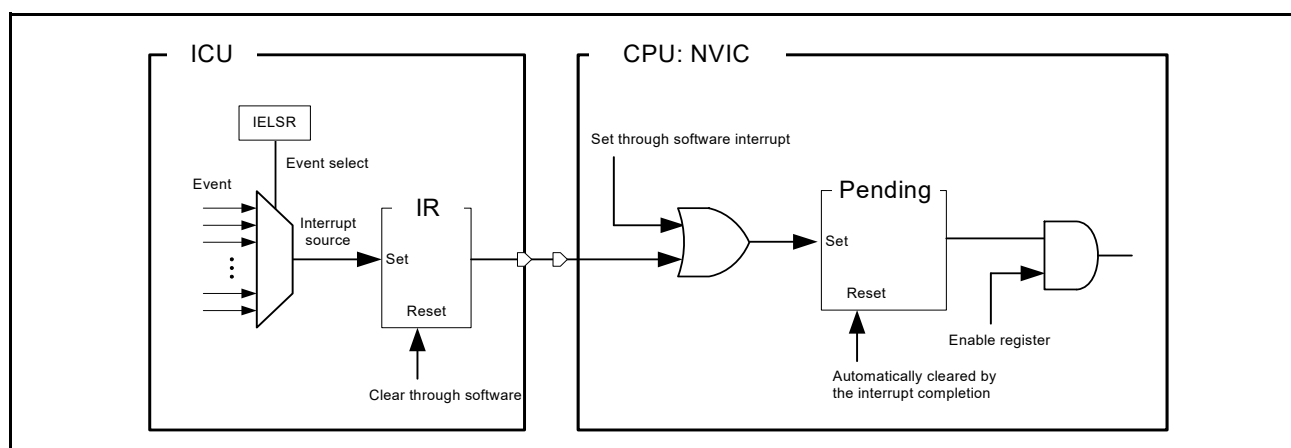 ICU
CPU: NVIC
IELSR
Set through software interrupt
Event select
Event
Pending
IR
Interrupt
source
Set
Set
Reset
Reset
Enable register
Clear through software
Automatically cleared by
the interrupt completion